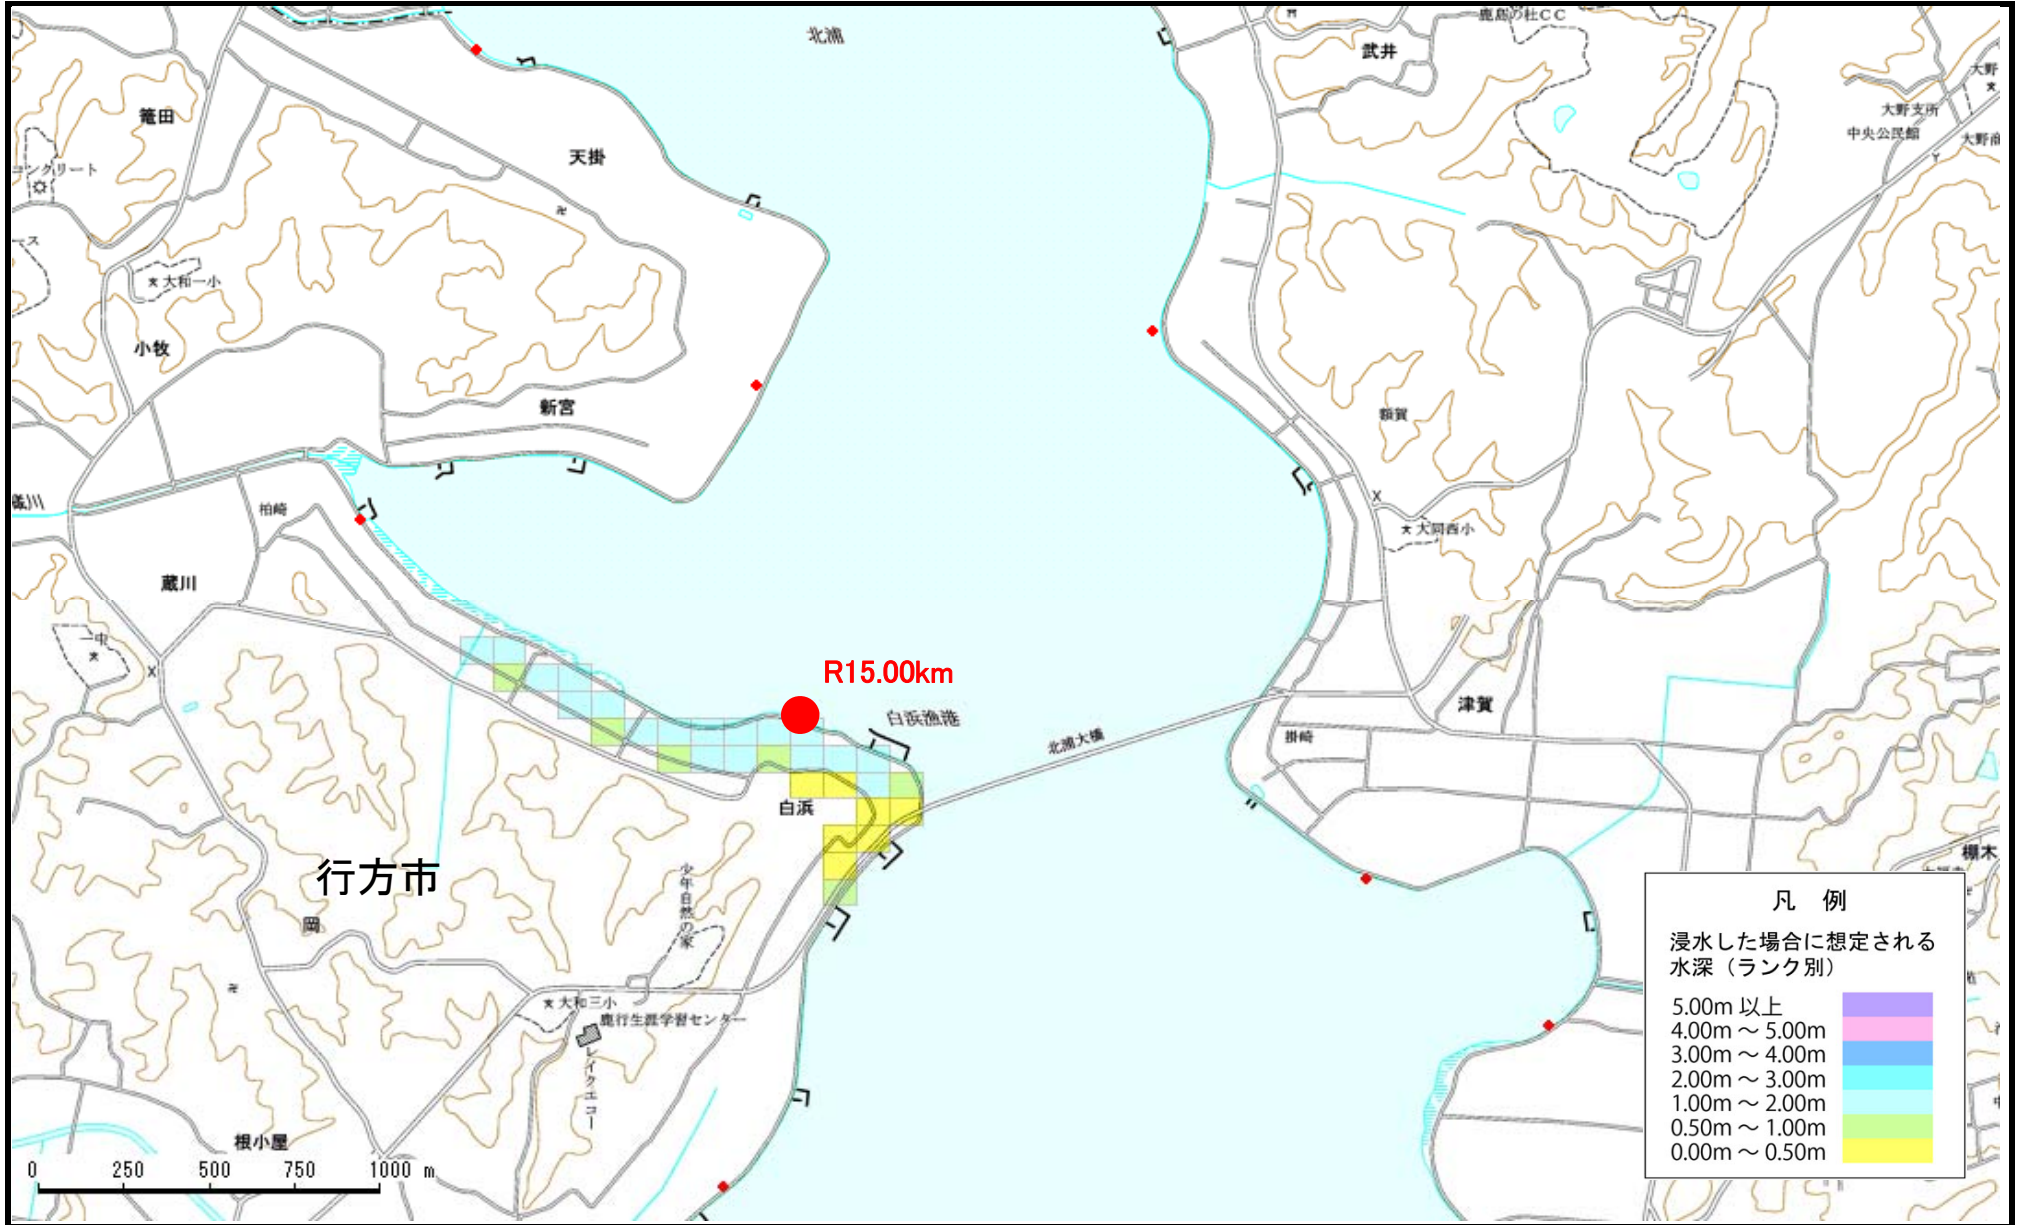 北浦
鹿島の杜CC
武井
大野
大野支所
中央公民館
篭田
天掛
コンクリート
ース
大和一小
小牧
新宮
額賀
大同西小
柏崎
蔵川
一中
R15.00km
白浜漁港
北浦大橋
津賀
掛崎
白浜
行方市
少年自然の家
岡
棚木
大和三小
鹿行生涯学習センター
レイクエコー
根小屋
0 250 500 750 1000 m
凡 例
浸水した場合に想定される
水深（ランク別）
5.00m 以上
4.00m ～ 5.00m
3.00m ～ 4.00m
2.00m ～ 3.00m
1.00m ～ 2.00m
0.50m ～ 1.00m
0.00m ～ 0.50m